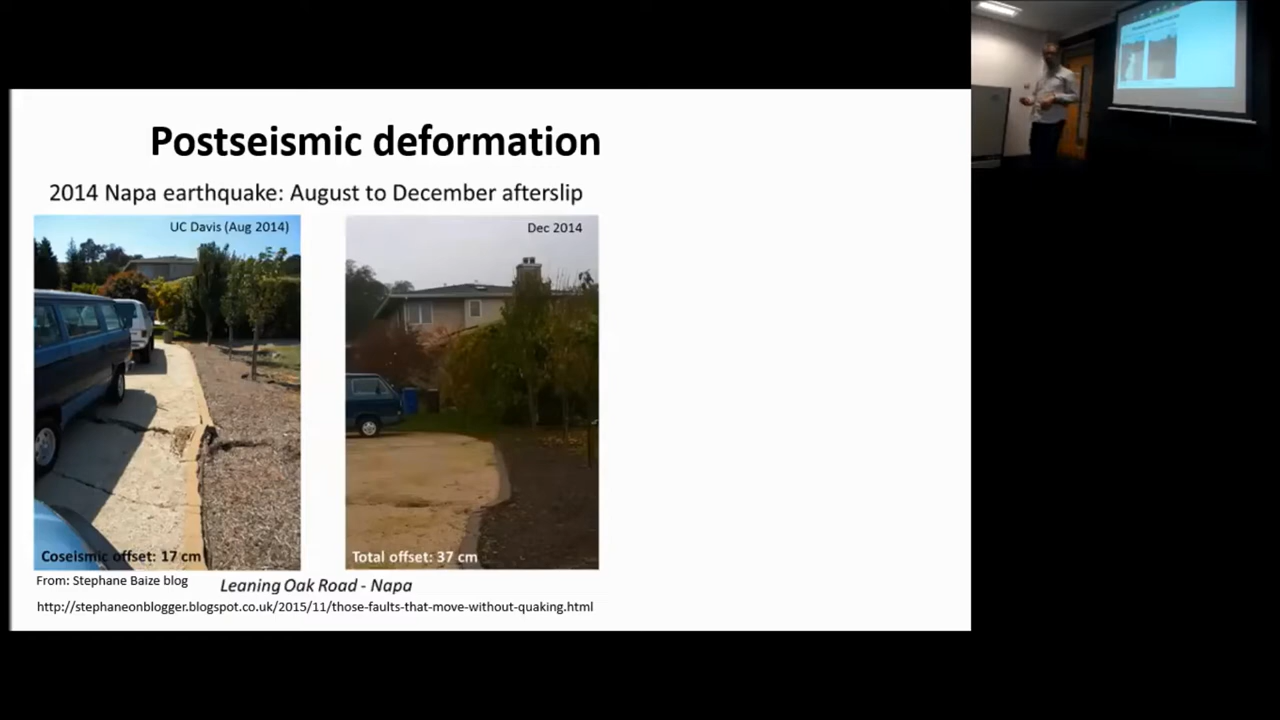 Postseismic deformation
2014 Napa earthquake: August to December afterslip
UC Davis (Aug 2014)
Dec 2014
Coseismic offset: 17 cm
Total offset: 37 cm
From: Stephane Baize blog
Leaning Oak Road - Napa
http://stephaneonblogger.blogspot.co.uk/2015/11/those-faults-that-move-without-quaking.html